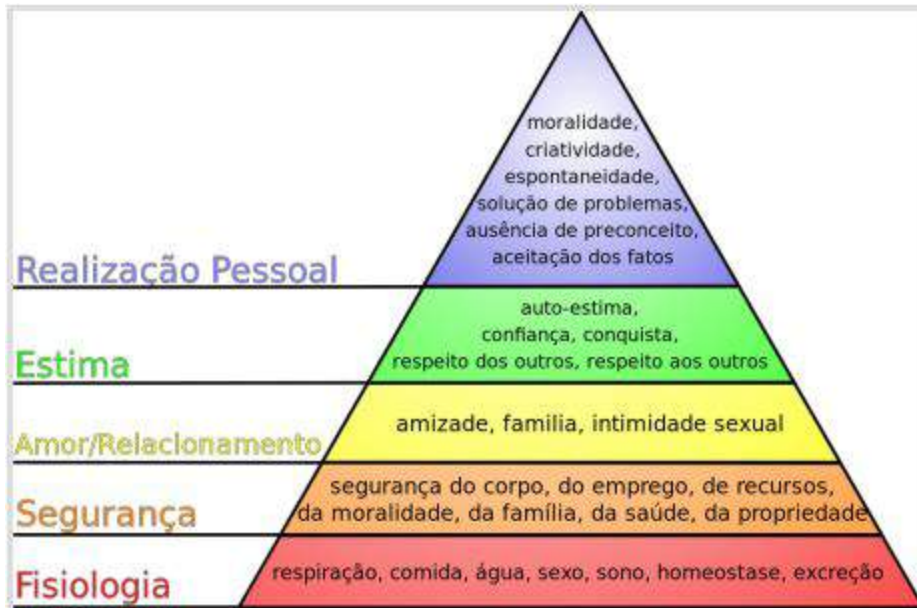 moralidade,
criatividade,
espontaneidade,
solução de problemas,
ausência de preconceito,
aceitação dos fatos
Realização Pessoal
auto-estima,
confiança, conquista,
respeito dos outros, respeito aos outros
Estima
amizade, família, intimidade sexual
Amor/Relacionamento
segurança do corpo, do emprego, de recursos,
da moralidade, da família, da saúde, da propriedade
Segurança
respiração, comida, água, sexo, sono, homeostase, excreção
Fisiologia